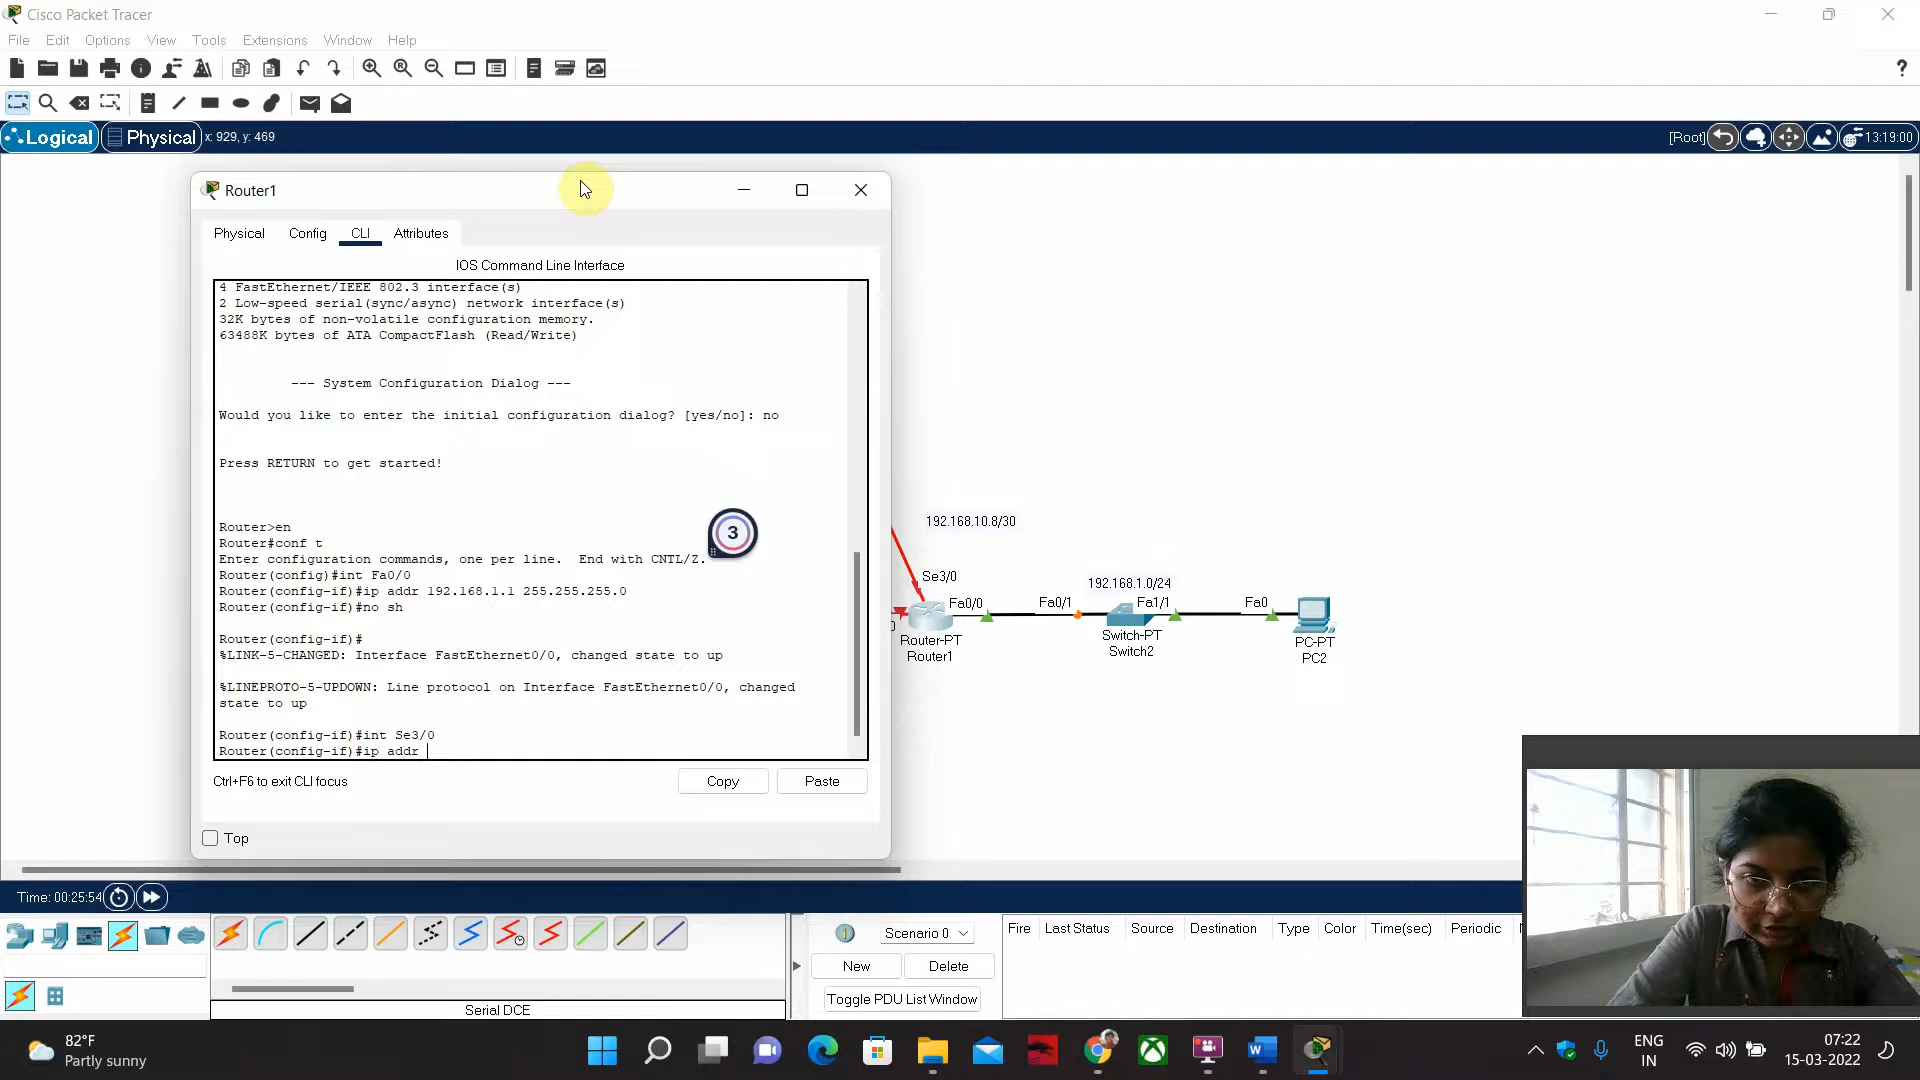 Cisco Packet Tracer
File Edit Options View Tools Extensions Window Help
?
Logical Physical x: 929, y: 469 [Root] 13:19:00
Router1
Physical Config CLI Attributes
IOS Command Line Interface
4 FastEthernet/IEEE 802.3 interface(s)
2 Low-speed serial(sync/async) network interface(s)
32K bytes of non-volatile configuration memory.
63488K bytes of ATA CompactFlash (Read/Write)
--- System Configuration Dialog ---
Would you like to enter the initial configuration dialog? [yes/no]: no
Press RETURN to get started!
Router>en
Router#conf t
Enter configuration commands, one per line.  End with CNTL/Z.
Router(config)#int Fa0/0
Router(config-if)#ip addr 192.168.1.1 255.255.255.0
Router(config-if)#no sh
Router(config-if)#
%LINK-5-CHANGED: Interface FastEthernet0/0, changed state to up
%LINEPROTO-5-UPDOWN: Line protocol on Interface FastEthernet0/0, changed
state to up
Router(config-if)#int Se3/0
Router(config-if)#ip addr
3
Ctrl+F6 to exit CLI focus
Copy Paste
Top
192.168.10.8/30
Se3/0
192.168.1.0/24
0 Fa0/0 Fa0/1 Fa1/1 Fa0
Router-PT
Router1
Switch-PT
Switch2
PC-PT
PC2
Time: 00:25:54
Scenario 0
New Delete
Toggle PDU List Window
Fire Last Status Source Destination Type Color Time(sec) Periodic
Serial DCE
82°F
Partly sunny
ENG
IN
07:22
15-03-2022